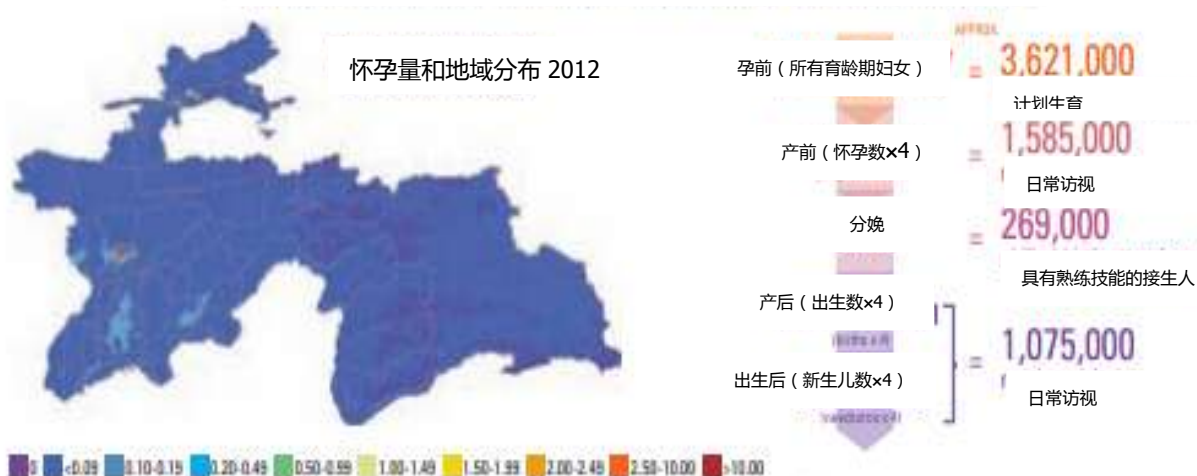 怀孕量和地域分布 2012
APPROX.
孕前（所有育龄期妇女） = 3,621,000
计划生育
产前（怀孕数×4） = 1,585,000
日常访视
分娩 = 269,000
具有熟练技能的接生人
产后（出生数×4）
出生后（新生儿数×4） = 1,075,000
日常访视
0 <0.09 0.10-0.19 0.20-0.49 0.50-0.99 1.00-1.49 1.50-1.99 2.00-2.49 2.50-10.00 >10.00